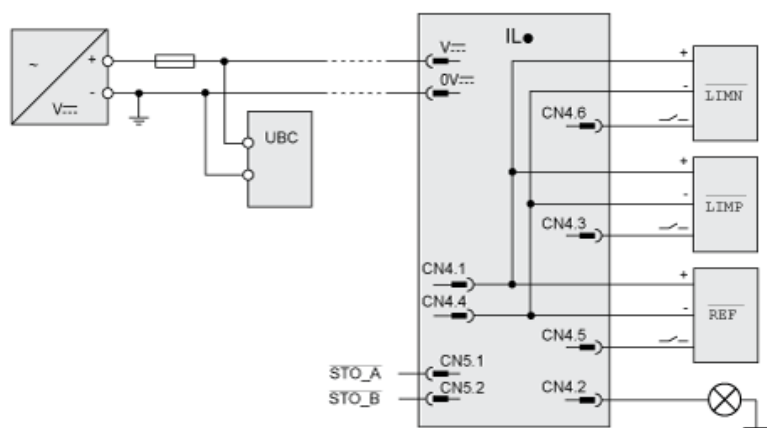 IL●
~
+
-
V⎓
V⎓
0V⎓
UBC
+
-
LIMN
CN4.6
+
-
LIMP
CN4.3
CN4.1
CN4.4
+
-
REF
CN4.5
STO_A
CN5.1
STO_B
CN5.2
CN4.2